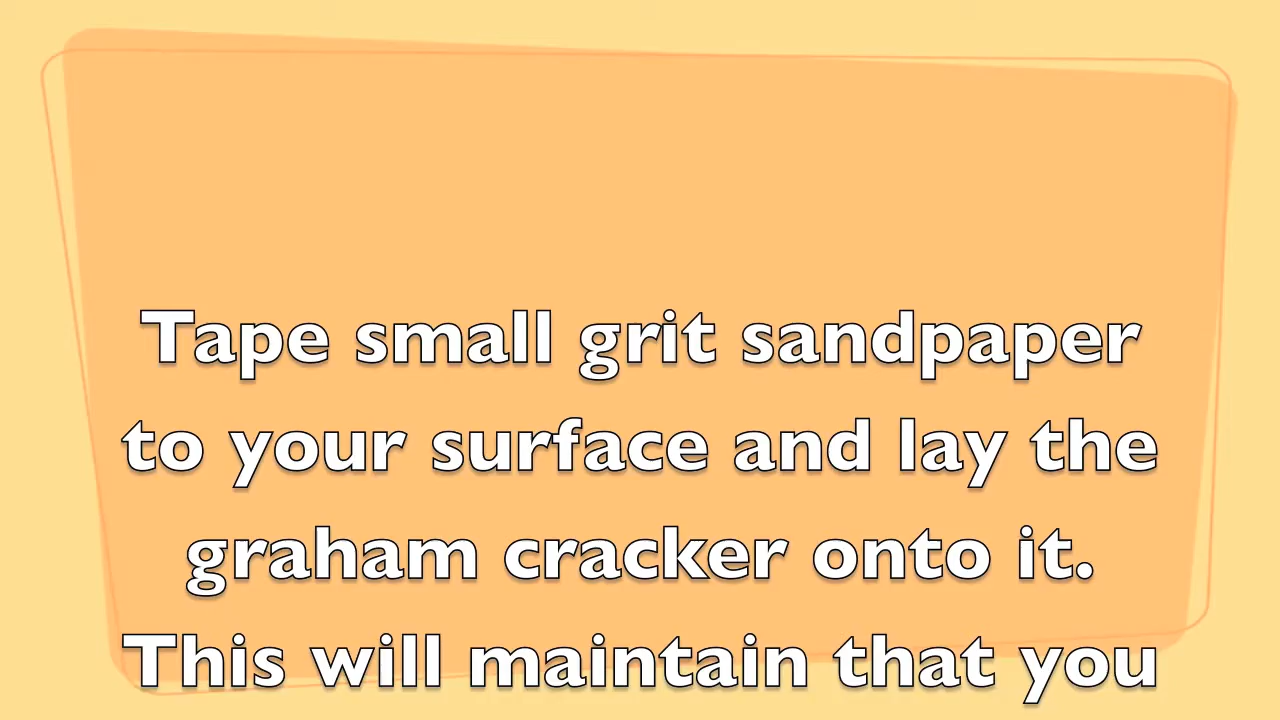 Tape small grit sandpaper
to your surface and lay the
graham cracker onto it.
This will maintain that you